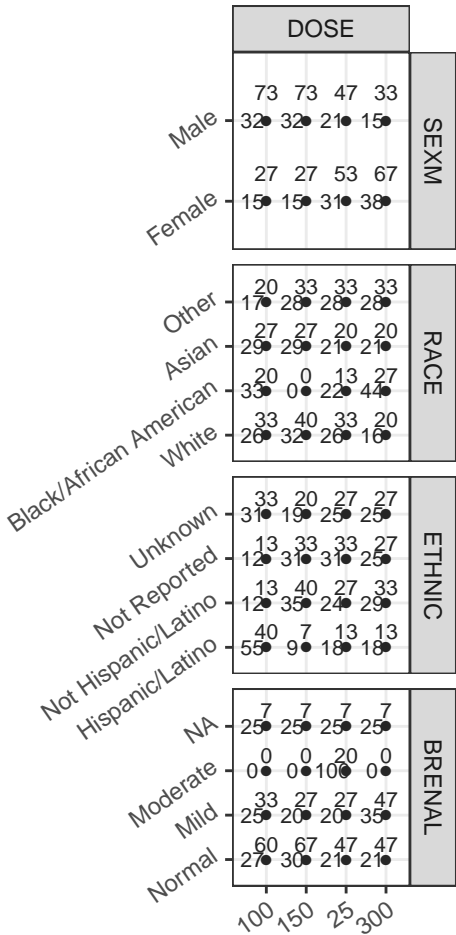 DOSE
73 73 47 33
Male 32 32 21 15
27 27 53 67
Female 15 15 31 38
SEXM
20 33 33 33
Other 17 28 28 28
27 27 20 20
Asian 29 29 21 21
20 0 13 27
Black/African American 33 0 22 44
33 40 33 20
White 26 32 26 16
RACE
33 20 27 27
Unknown 31 19 25 25
13 33 33 27
Not Reported 12 31 31 25
13 40 27 33
Not Hispanic/Latino 12 35 24 29
40 7 13 13
Hispanic/Latino 55 9 18 18
ETHNIC
7 7 7 7
NA 25 25 25 25
0 0 20 0
Moderate 0 0 100 0
33 27 27 47
Mild 25 20 20 35
60 67 47 47
Normal 27 30 21 21
BRENAL
100 150 25 300